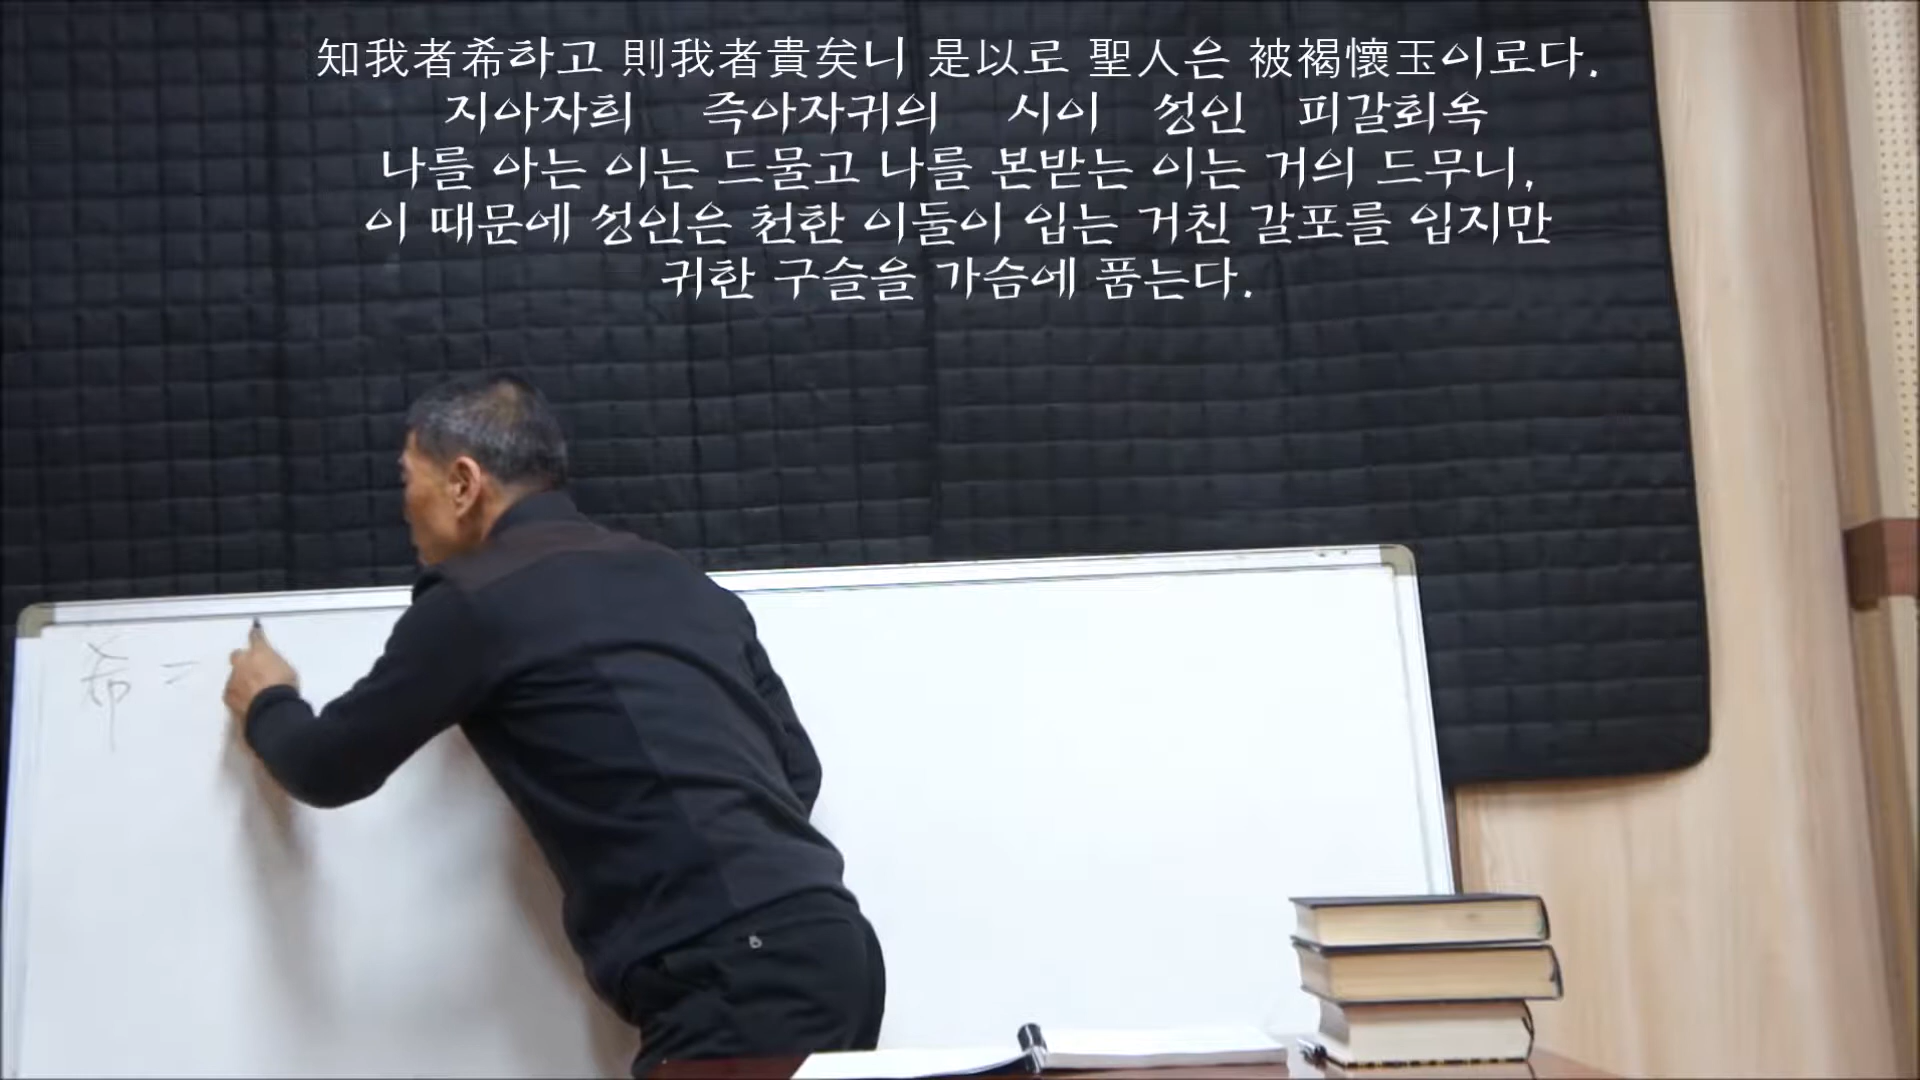 知我者希하고 則我者貴矣니 是以로 聖人은 被褐懷玉이로다.
지아자희 즉아자귀의 시이 성인 피갈회옥
나를 아는 이는 드물고 나를 본받는 이는 거의 드무니,
이 때문에 성인은 천한 이들이 입는 거친 갈포를 입지만
귀한 구슬을 가슴에 품는다.
希 =